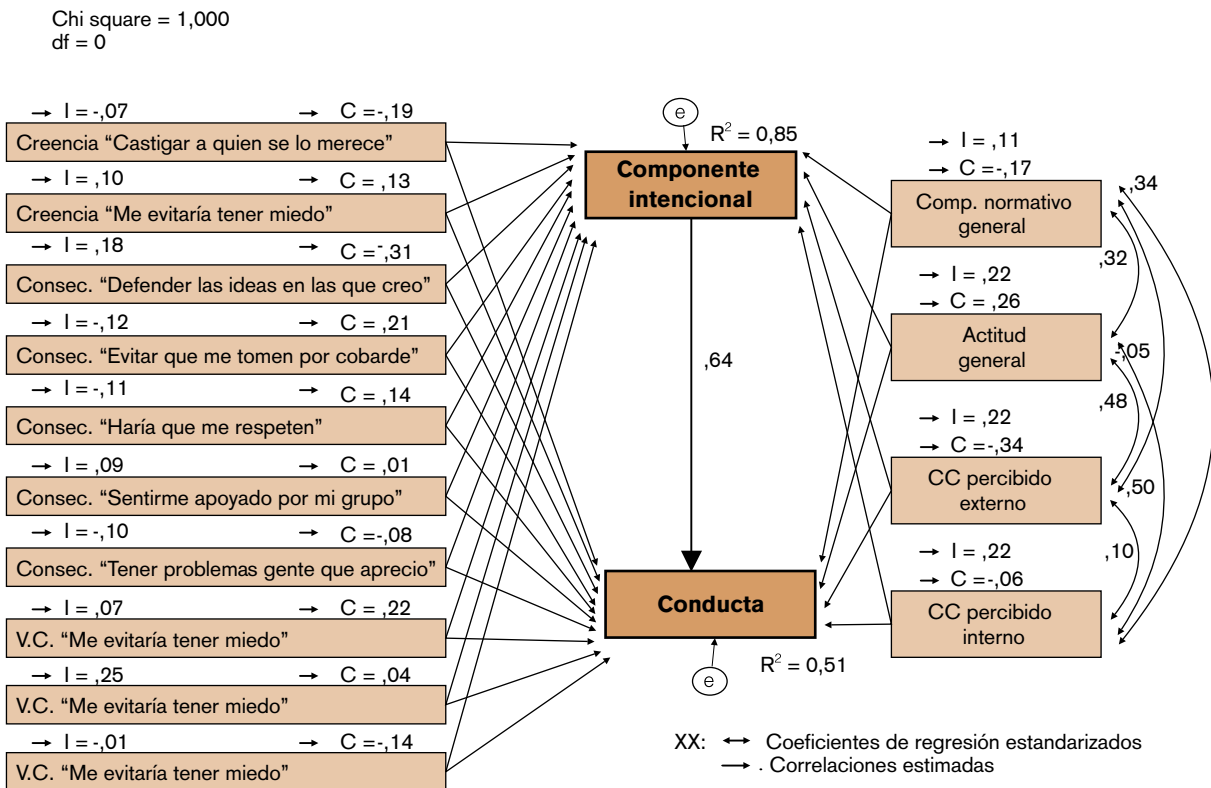 Chi square = 1,000
df = 0
→ I = -,07 → C = -,19
Creencia “Castigar a quien se lo merece”
→ I = ,10 → C = ,13
Creencia “Me evitaría tener miedo”
→ I = ,18 → C = -,31
Consec. “Defender las ideas en las que creo”
→ I = -,12 → C = ,21
Consec. “Evitar que me tomen por cobarde”
→ I = -,11 → C = ,14
Consec. “Haría que me respeten”
→ I = ,09 → C = ,01
Consec. “Sentirme apoyado por mi grupo”
→ I = -,10 → C = -,08
Consec. “Tener problemas gente que aprecio”
→ I = ,07 → C = ,22
V.C. “Me evitaría tener miedo”
→ I = ,25 → C = ,04
V.C. “Me evitaría tener miedo”
→ I = -,01 → C = -,14
V.C. “Me evitaría tener miedo”
e
R² = 0,85
Componente
intencional
,64
Conducta
e
R² = 0,51
→ I = ,11
→ C = -,17
Comp. normativo
general
→ I = ,22
→ C = ,26
Actitud
general
→ I = ,22
→ C = -,34
CC percibido
externo
→ I = ,22
→ C = -,06
CC percibido
interno
,34
,32
-,05
,48
,50
,10
XX: ↔ Coeficientes de regresión estandarizados
→ . Correlaciones estimadas